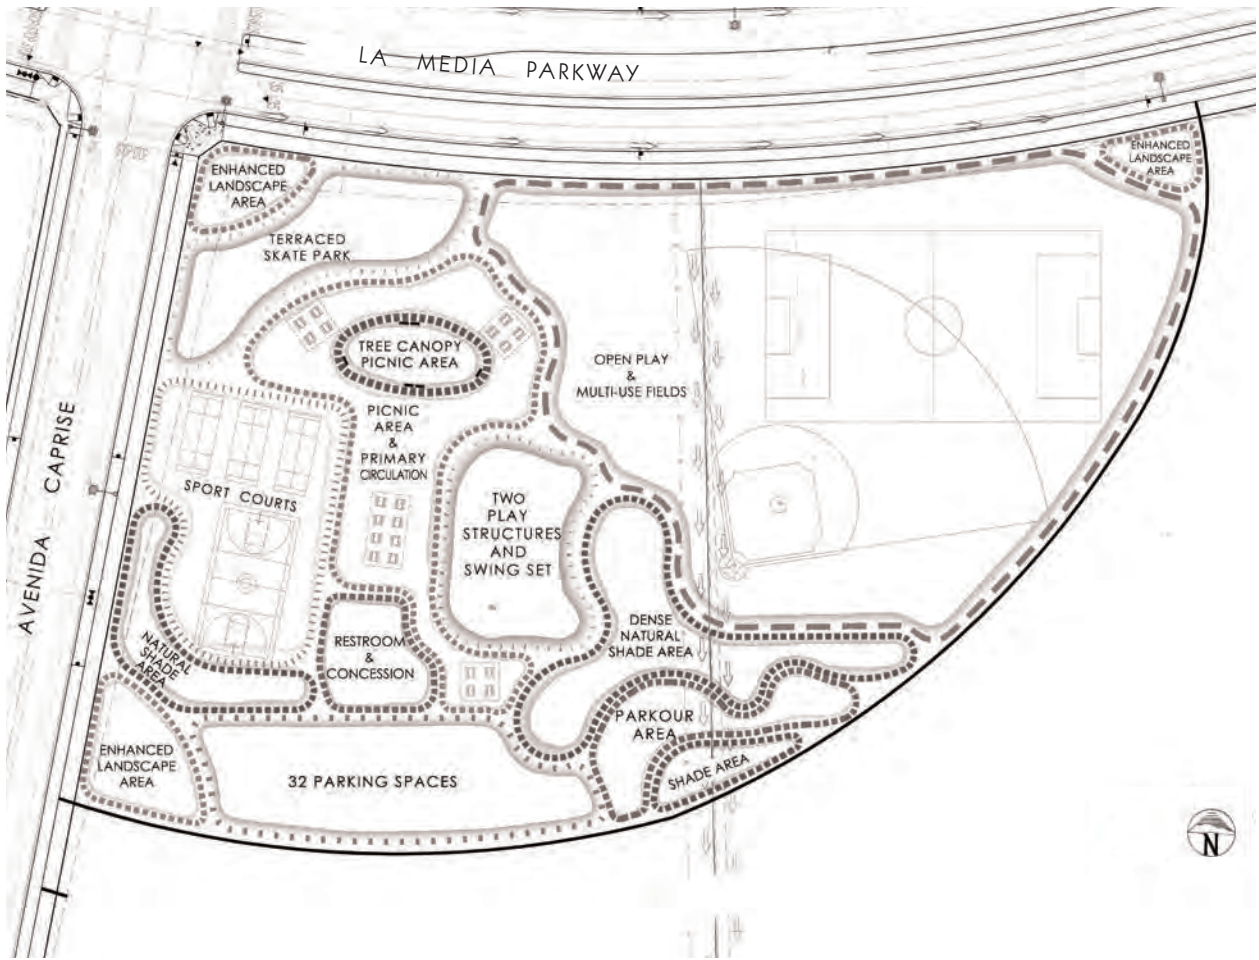 LA MEDIA PARKWAY
ENHANCED
LANDSCAPE
AREA
ENHANCED
LANDSCAPE
AREA
TERRACED
SKATE PARK
TREE CANOPY
PICNIC AREA
OPEN PLAY
&
MULTI-USE FIELDS
PICNIC
AREA
&
PRIMARY
CIRCULATION
AVENIDA CAPRISE
SPORT COURTS
TWO
PLAY
STRUCTURES
AND
SWING SET
DENSE
NATURAL
SHADE AREA
NATURAL
SHADE
AREA
RESTROOM
&
CONCESSION
PARKOUR
AREA
ENHANCED
LANDSCAPE
AREA
32 PARKING SPACES
SHADE AREA
N